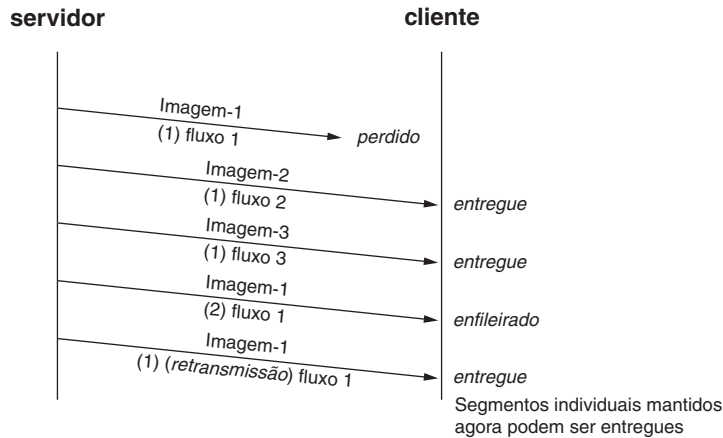 servidor
cliente
Imagem-1
(1) fluxo 1
perdido
Imagem-2
(1) fluxo 2
entregue
Imagem-3
(1) fluxo 3
entregue
Imagem-1
(2) fluxo 1
enfileirado
Imagem-1
(1) (retransmissão) fluxo 1
entregue
Segmentos individuais mantidos
agora podem ser entregues